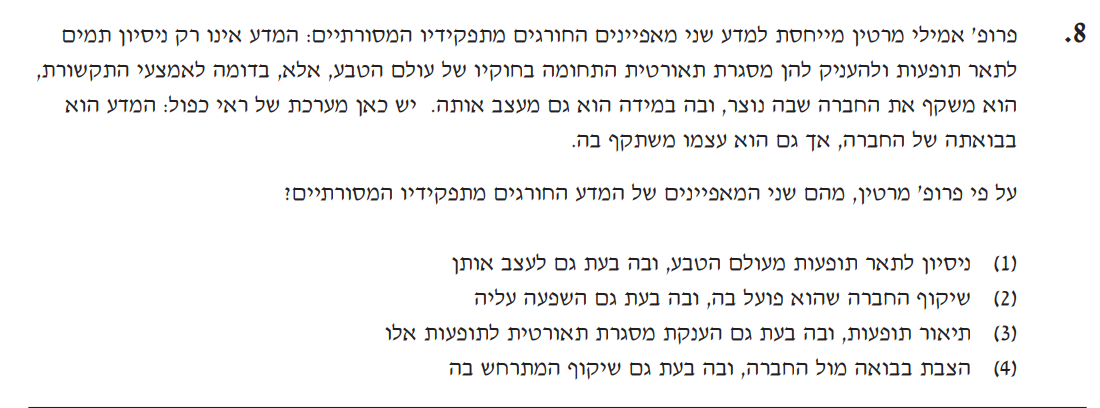 8. פרופ' אמילי מרטין מייחסת למדע שני מאפיינים החורגים מתפקידיו המסורתיים: המדע אינו רק ניסיון תמים
לתאר תופעות ולהעניק להן מסגרת תאורטית התחומה בחוקיו של עולם הטבע, אלא, בדומה לאמצעי התקשורת,
הוא משקף את החברה שבה נוצר, ובה במידה הוא גם מעצב אותה. יש כאן מערכת של ראי כפול: המדע הוא
בבואתה של החברה, אך גם הוא עצמו משתקף בה.
על פי פרופ' מרטין, מהם שני המאפיינים של המדע החורגים מתפקידיו המסורתיים?
(1) ניסיון לתאר תופעות מעולם הטבע, ובה בעת גם לעצב אותן
(2) שיקוף החברה שהוא פועל בה, ובה בעת גם השפעה עליה
(3) תיאור תופעות, ובה בעת גם הענקת מסגרת תאורטית לתופעות אלו
(4) הצבת בבואה מול החברה, ובה בעת גם שיקוף המתרחש בה